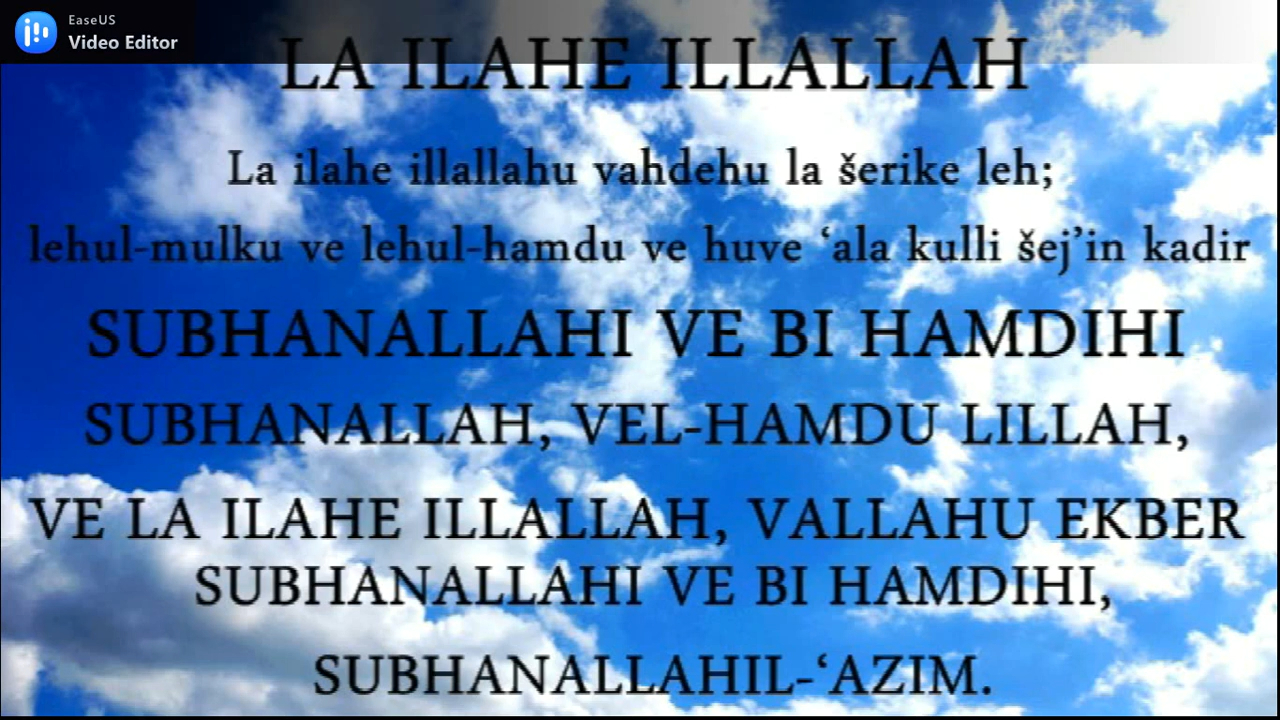 EaseUS
Video Editor
LA ILAHE ILLALLAH
La ilahe illallahu vahdehu la šerike leh;
lehul-mulku ve lehul-hamdu ve huve ‘ala kulli šej’in kadir
SUBHANALLAHI VE BI HAMDIHI
SUBHANALLAH, VEL-HAMDU LILLAH,
VE LA ILAHE ILLALLAH, VALLAHU EKBER
SUBHANALLAHI VE BI HAMDIHI,
SUBHANALLAHIL-‘AZIM.